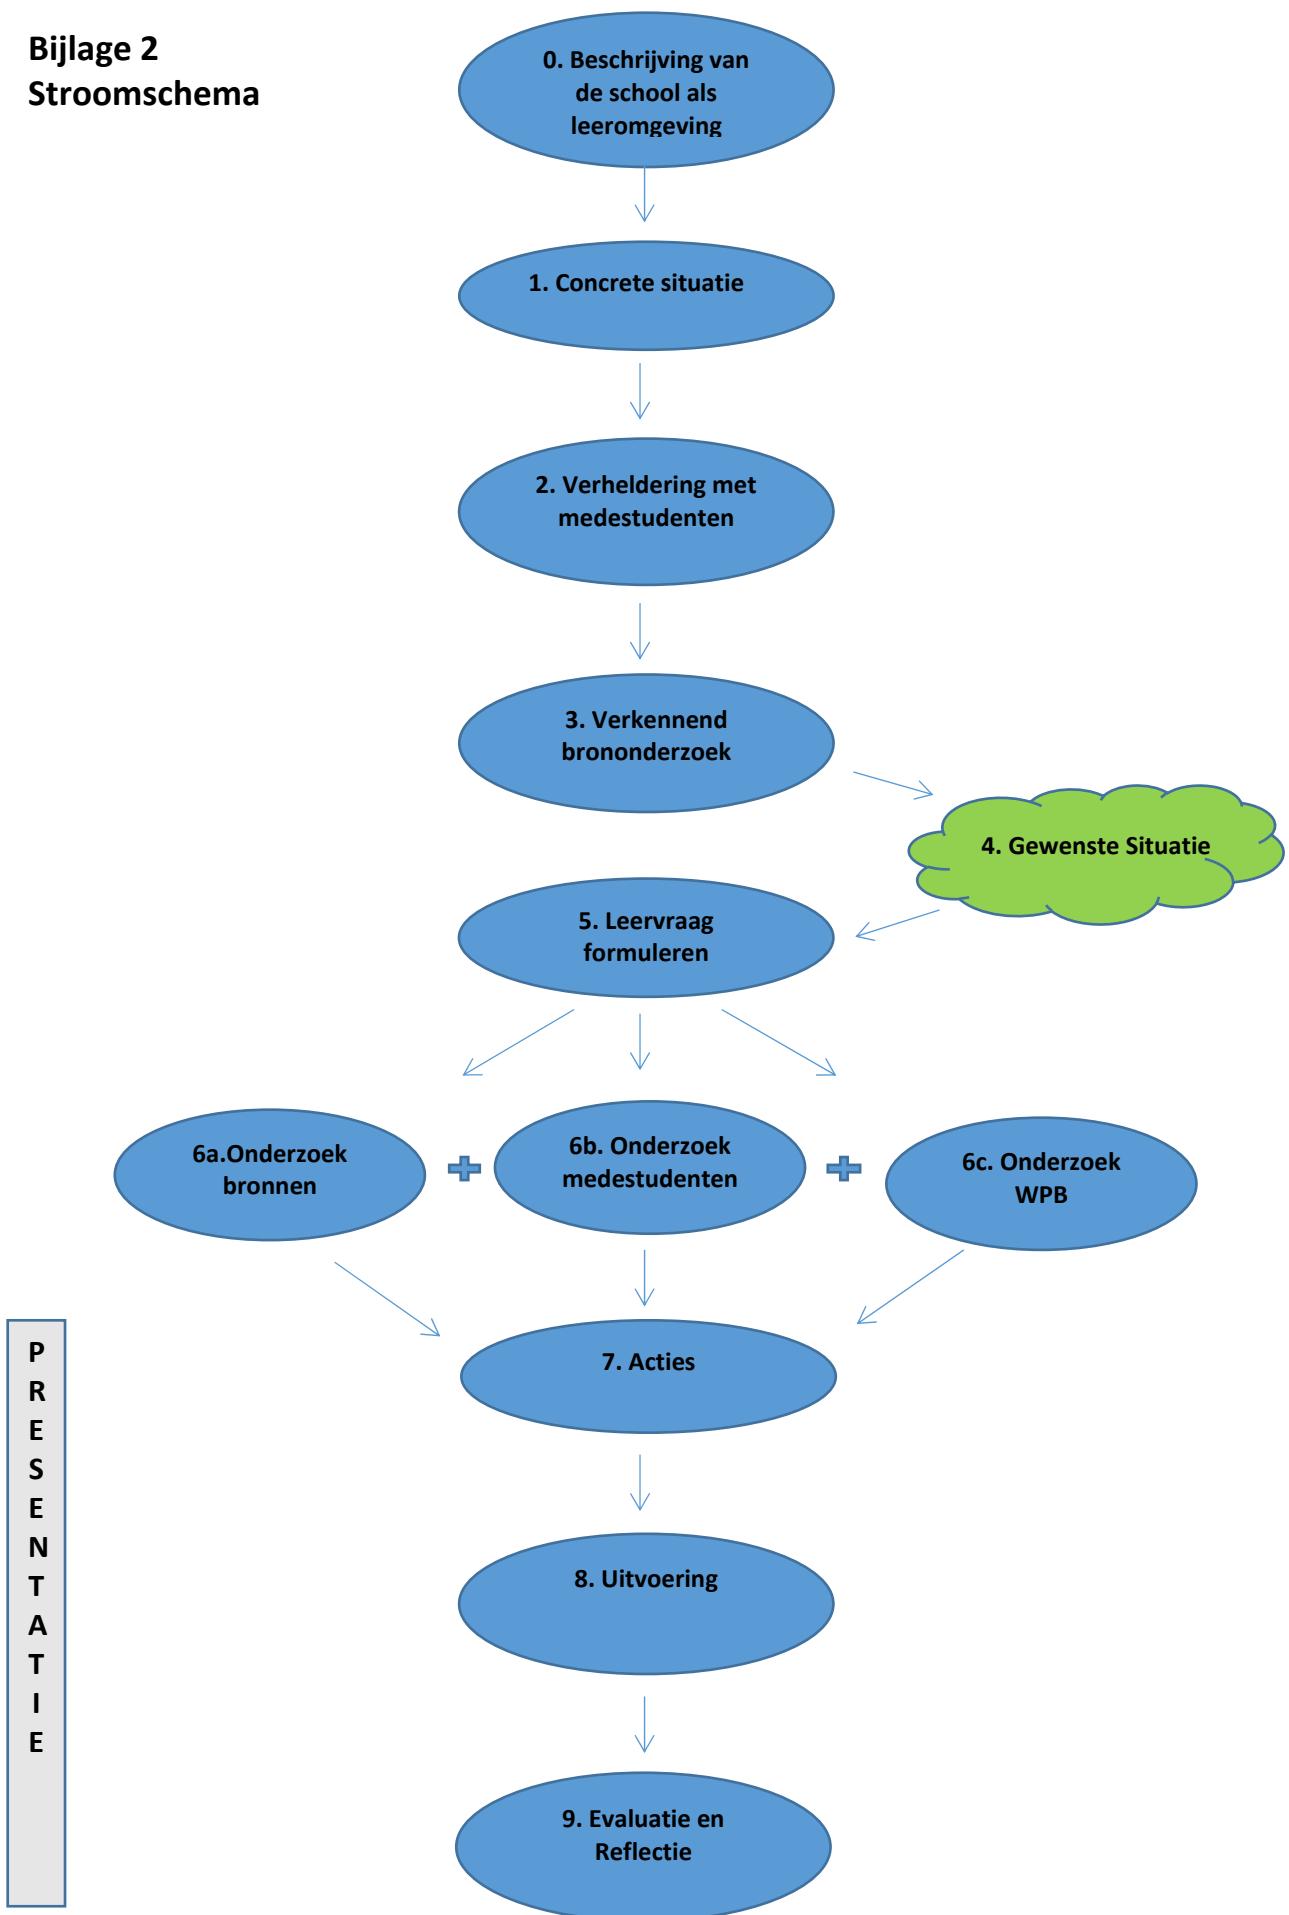 Bijlage 2
Stroomschema
0. Beschrijving van
de school als
leeromgeving
1. Concrete situatie
2. Verheldering met
medestudenten
3. Verkennend
brononderzoek
4. Gewenste Situatie
5. Leervraag
formuleren
6a.Onderzoek
bronnen
6b. Onderzoek
medestudenten
6c. Onderzoek
WPB
7. Acties
8. Uitvoering
9. Evaluatie en
Reflectie
P
R
E
S
E
N
T
A
T
I
E